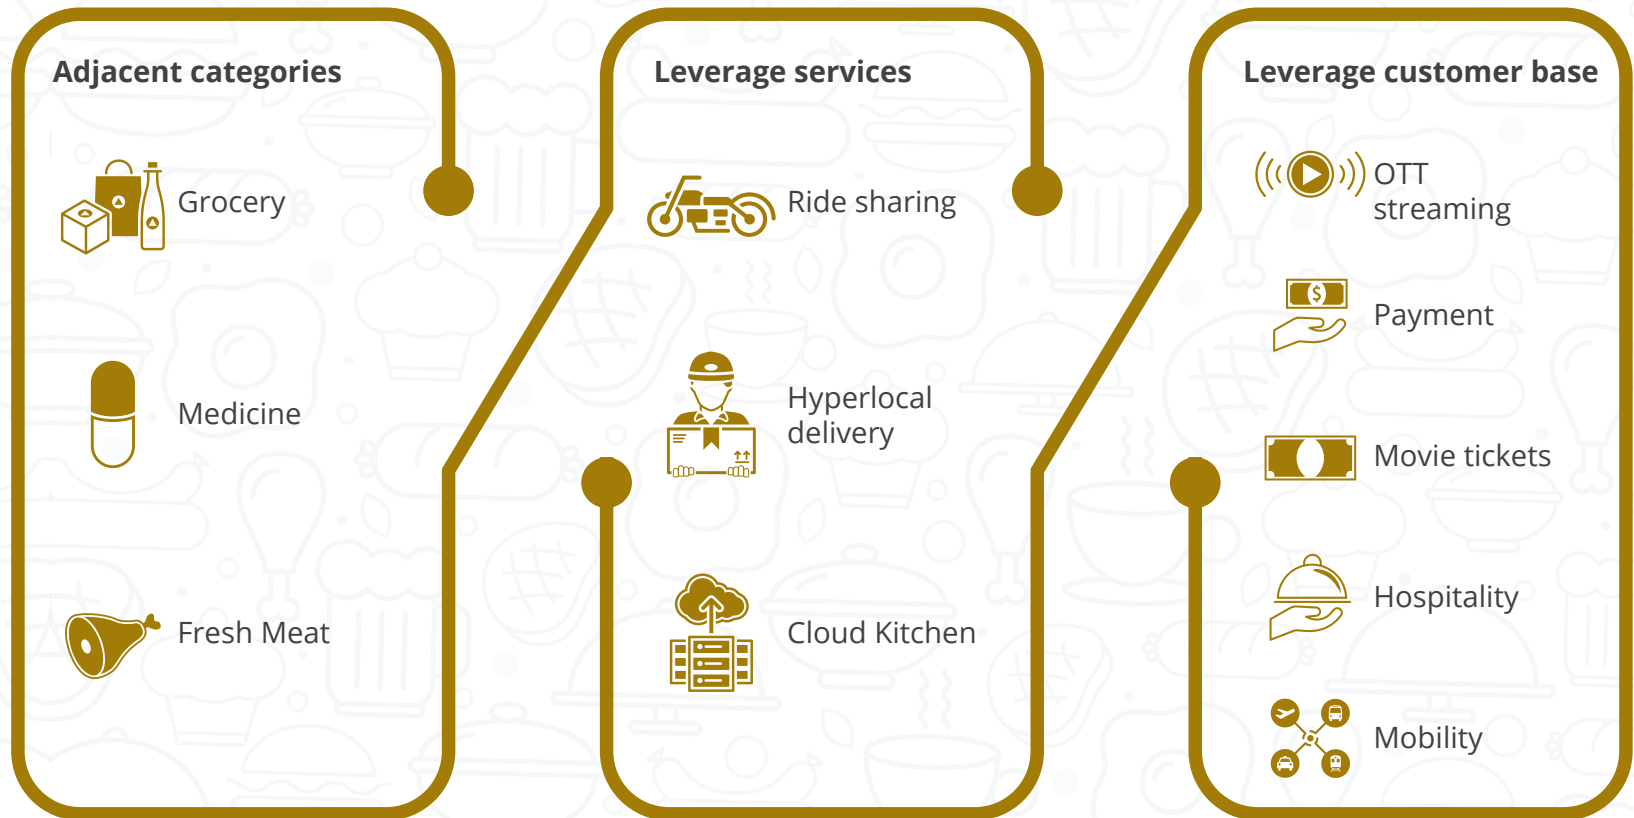 Adjacent categories
Grocery
Medicine
Fresh Meat
Leverage services
Ride sharing
Hyperlocal
delivery
Cloud Kitchen
Leverage customer base
OTT
streaming
$
Payment
Movie tickets
Hospitality
Mobility